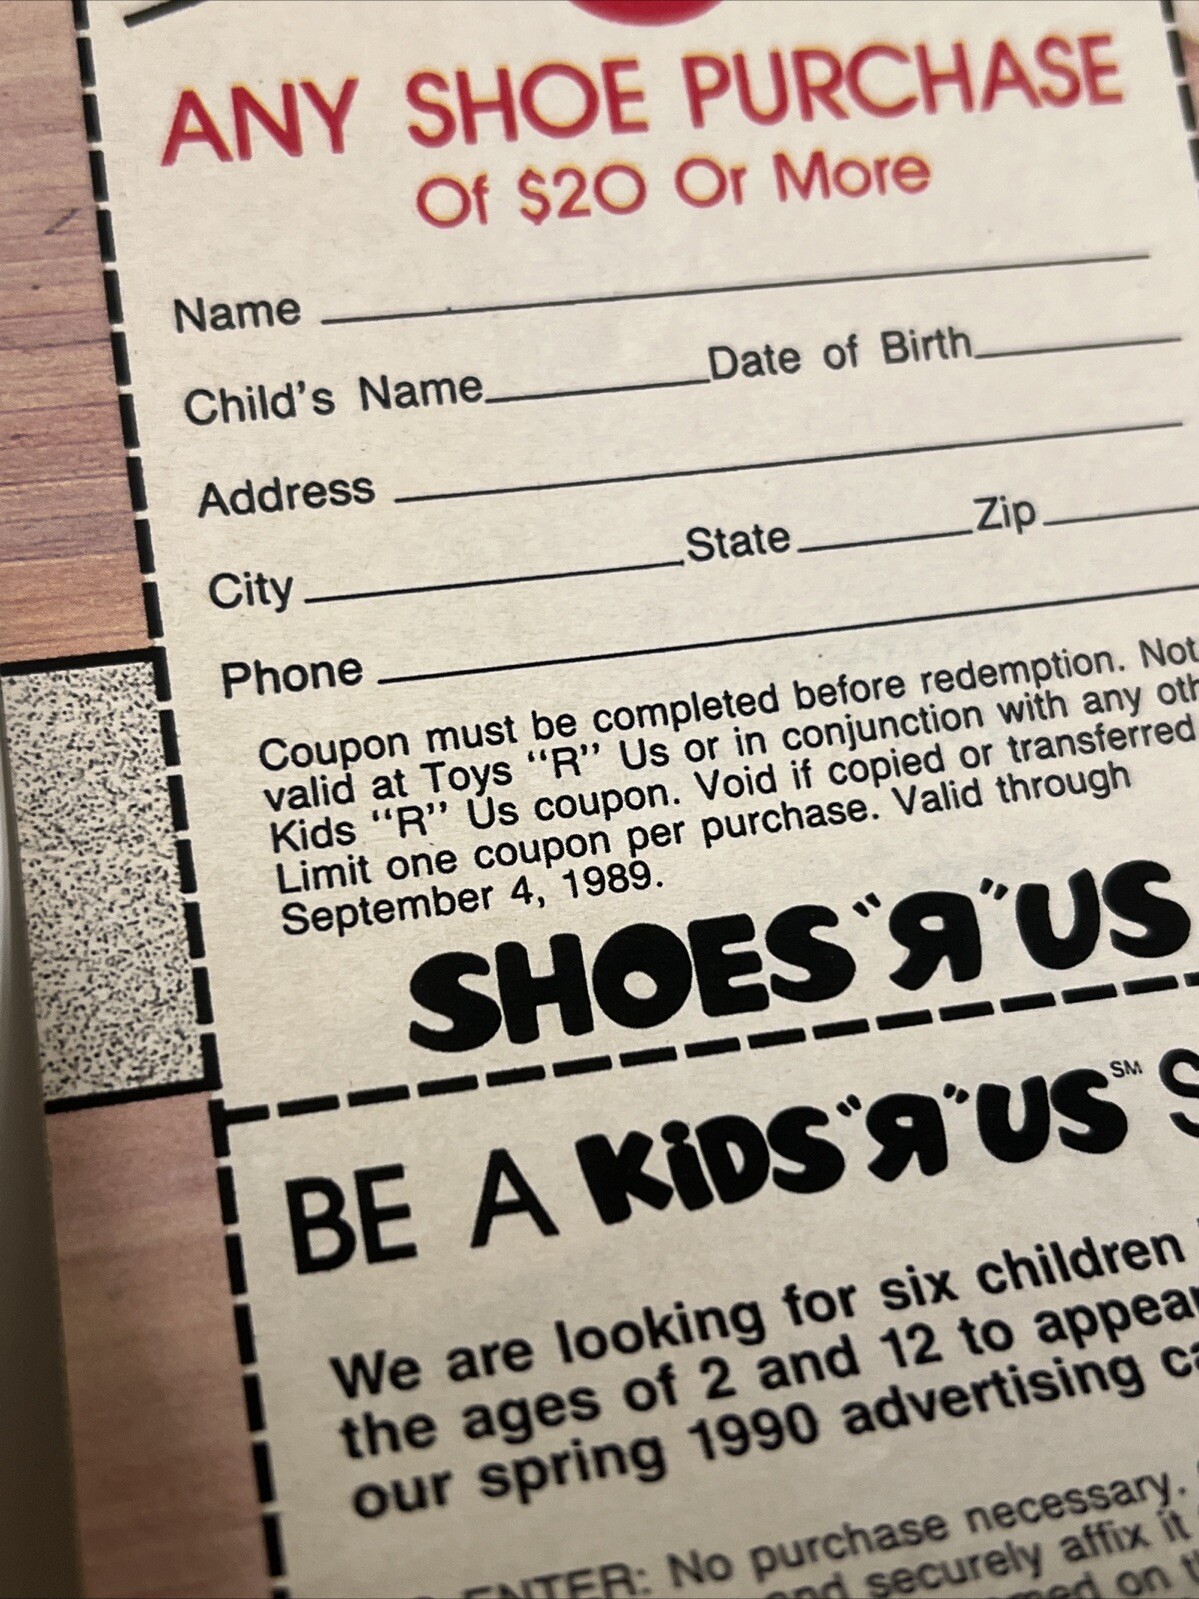 ANY SHOE PURCHASE
Of $20 Or More
Name
Child's Name Date of Birth
Address
City State Zip
Phone
Coupon must be completed before redemption. Not
valid at Toys "R" Us or in conjunction with any
Kids "R" Us coupon. Void if copied or transferred
Limit one coupon per purchase. Valid through
September 4, 1989.
SHOES "R" US
BE A KIDS "R" US SM
We are looking for six children
the ages of 2 and 12 to appear
our spring 1990 advertising
ENTER: No purchase necessary.
and securely affix it
on